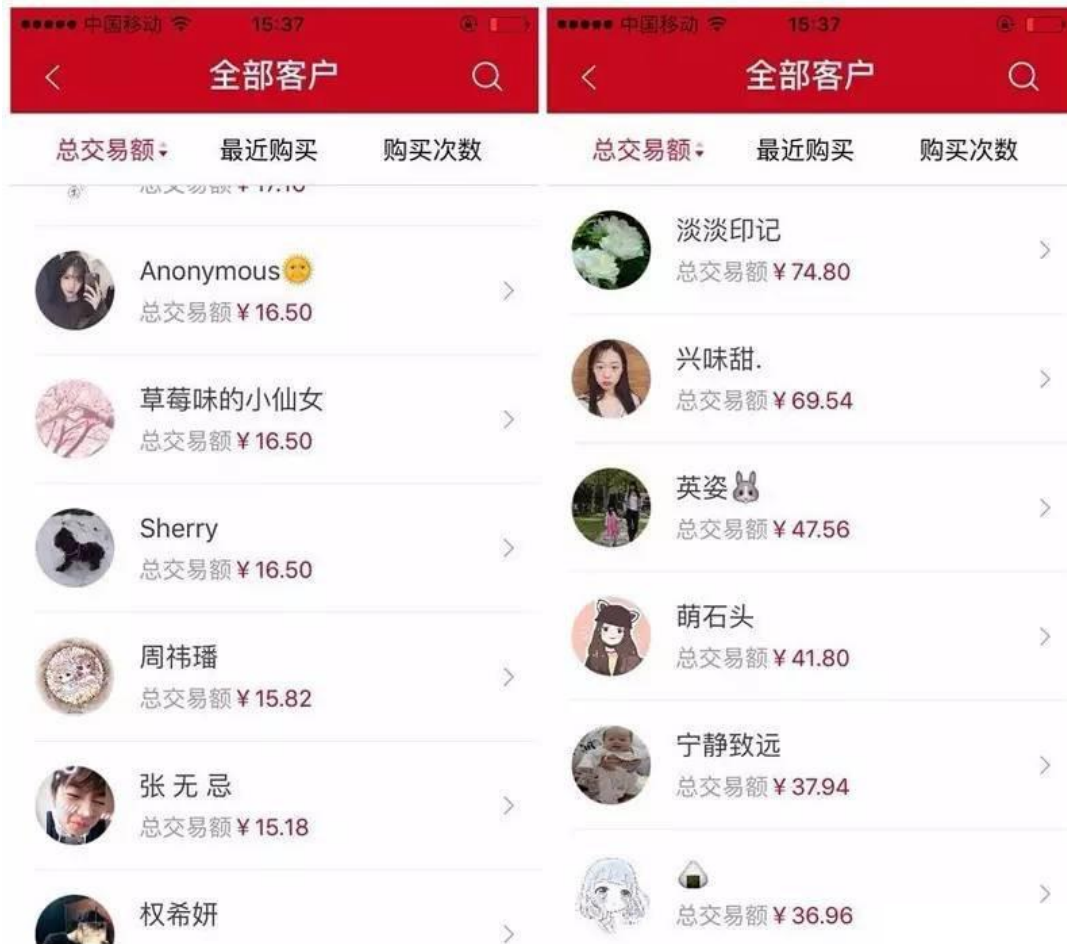 中国移动 15:37
全部客户
总交易额 最近购买 购买次数
总交易额 ¥ 17.16
Anonymous🌞
总交易额 ¥ 16.50
草莓味的小仙女
总交易额 ¥ 16.50
Sherry
总交易额 ¥ 16.50
周祎璠
总交易额 ¥ 15.82
张 无 忌
总交易额 ¥ 15.18
权希妍
中国移动 15:37
全部客户
总交易额 最近购买 购买次数
淡淡印记
总交易额 ¥ 74.80
兴味甜.
总交易额 ¥ 69.54
英姿🐰
总交易额 ¥ 47.56
萌石头
总交易额 ¥ 41.80
宁静致远
总交易额 ¥ 37.94
🍙
总交易额 ¥ 36.96